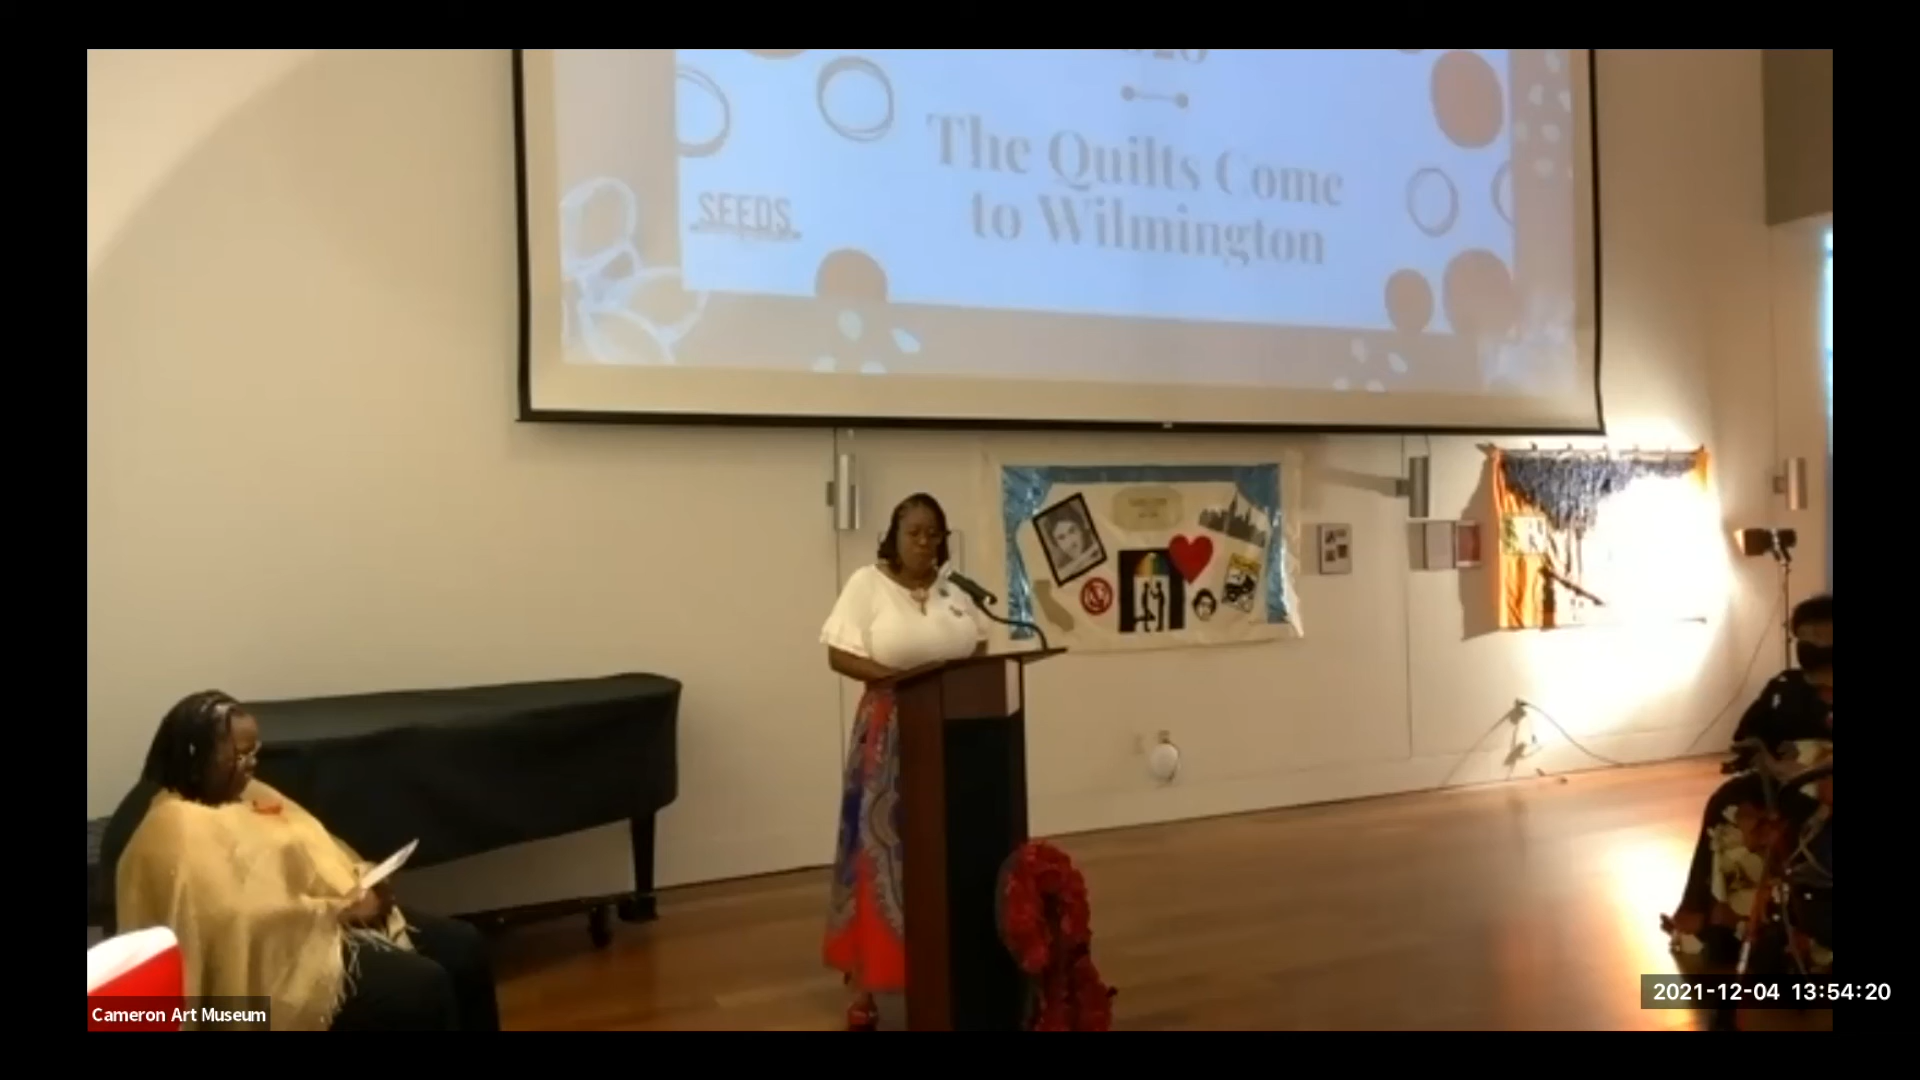 The Quilts Come
to Wilmington
SEEDS
Cameron Art Museum
2021-12-04 13:54:20